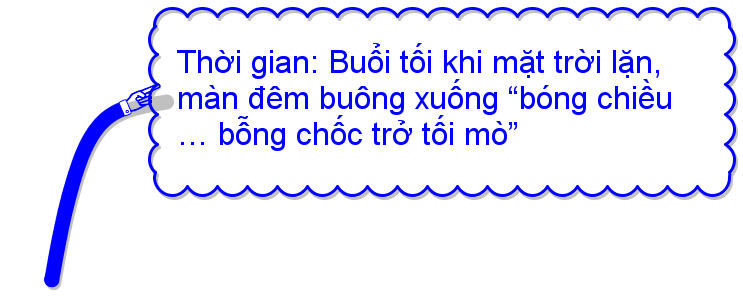 Thời gian: Buổi tối khi mặt trời lặn,
màn đêm buông xuống “bóng chiều
… bỗng chốc trở tối mò”